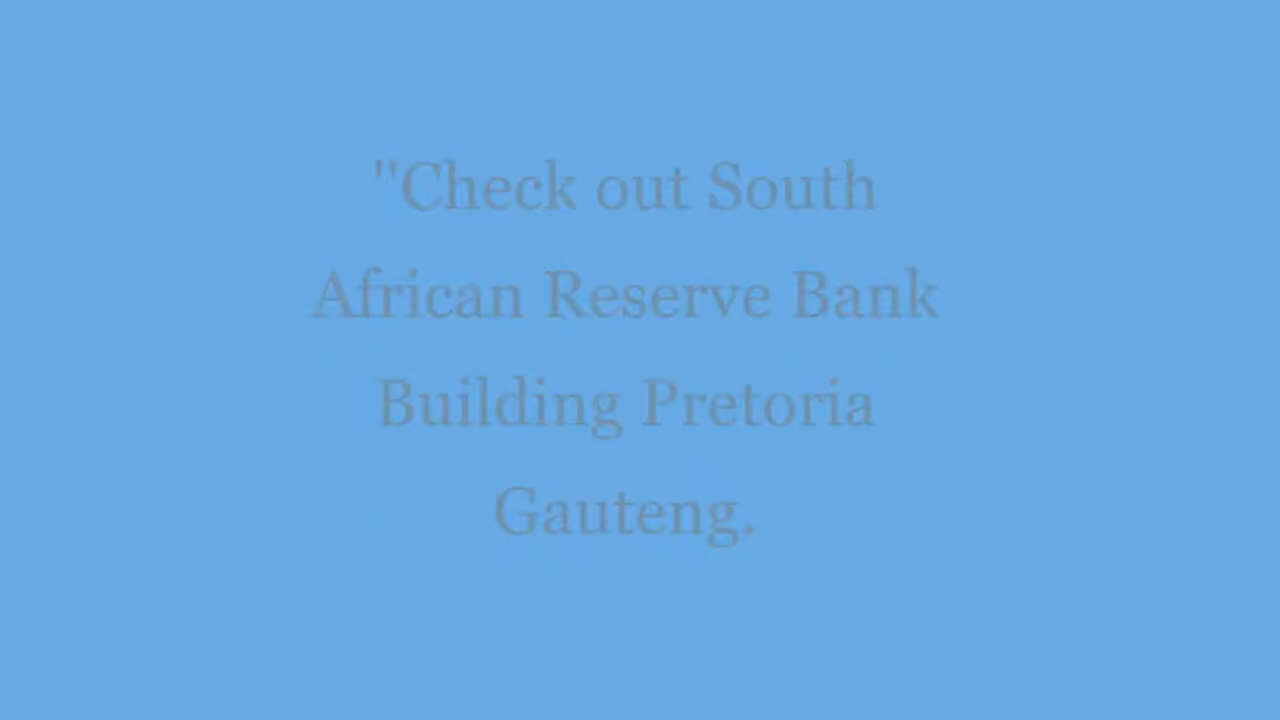 "Check out South
African Reserve Bank
Building Pretoria
Gauteng.